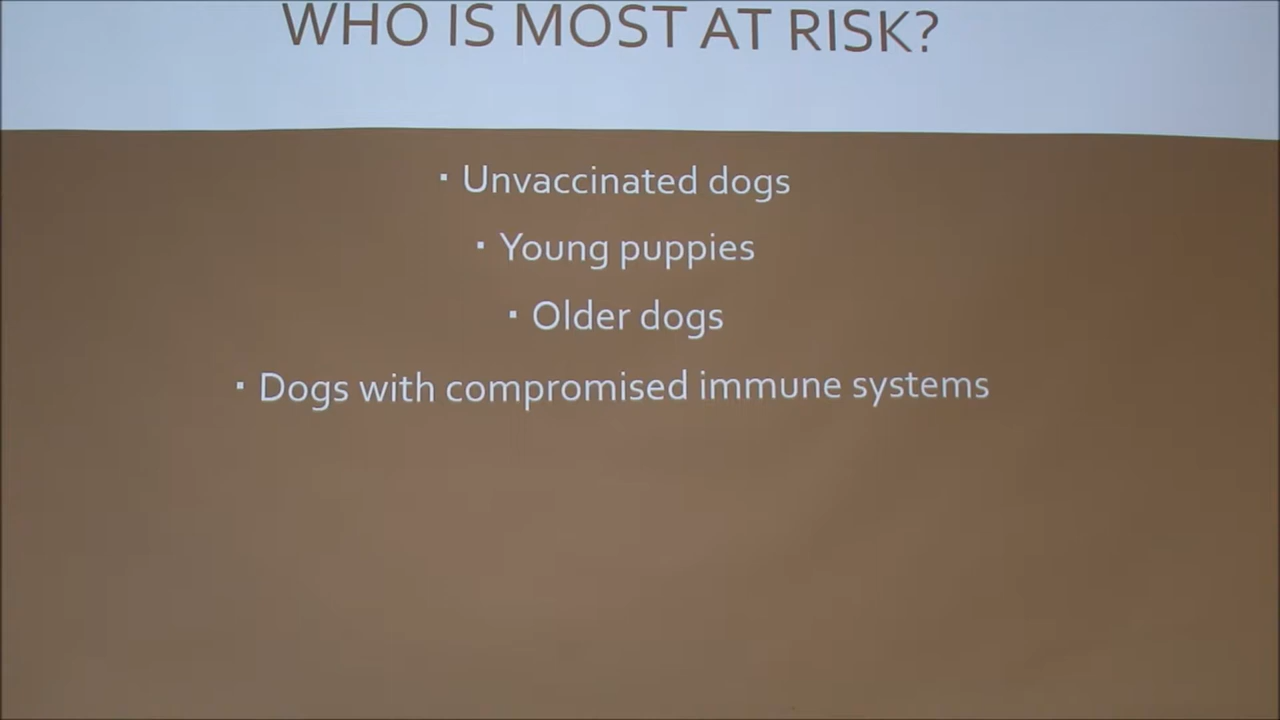 WHO IS MOST AT RISK?
▪ Unvaccinated dogs
▪ Young puppies
▪ Older dogs
▪ Dogs with compromised immune systems